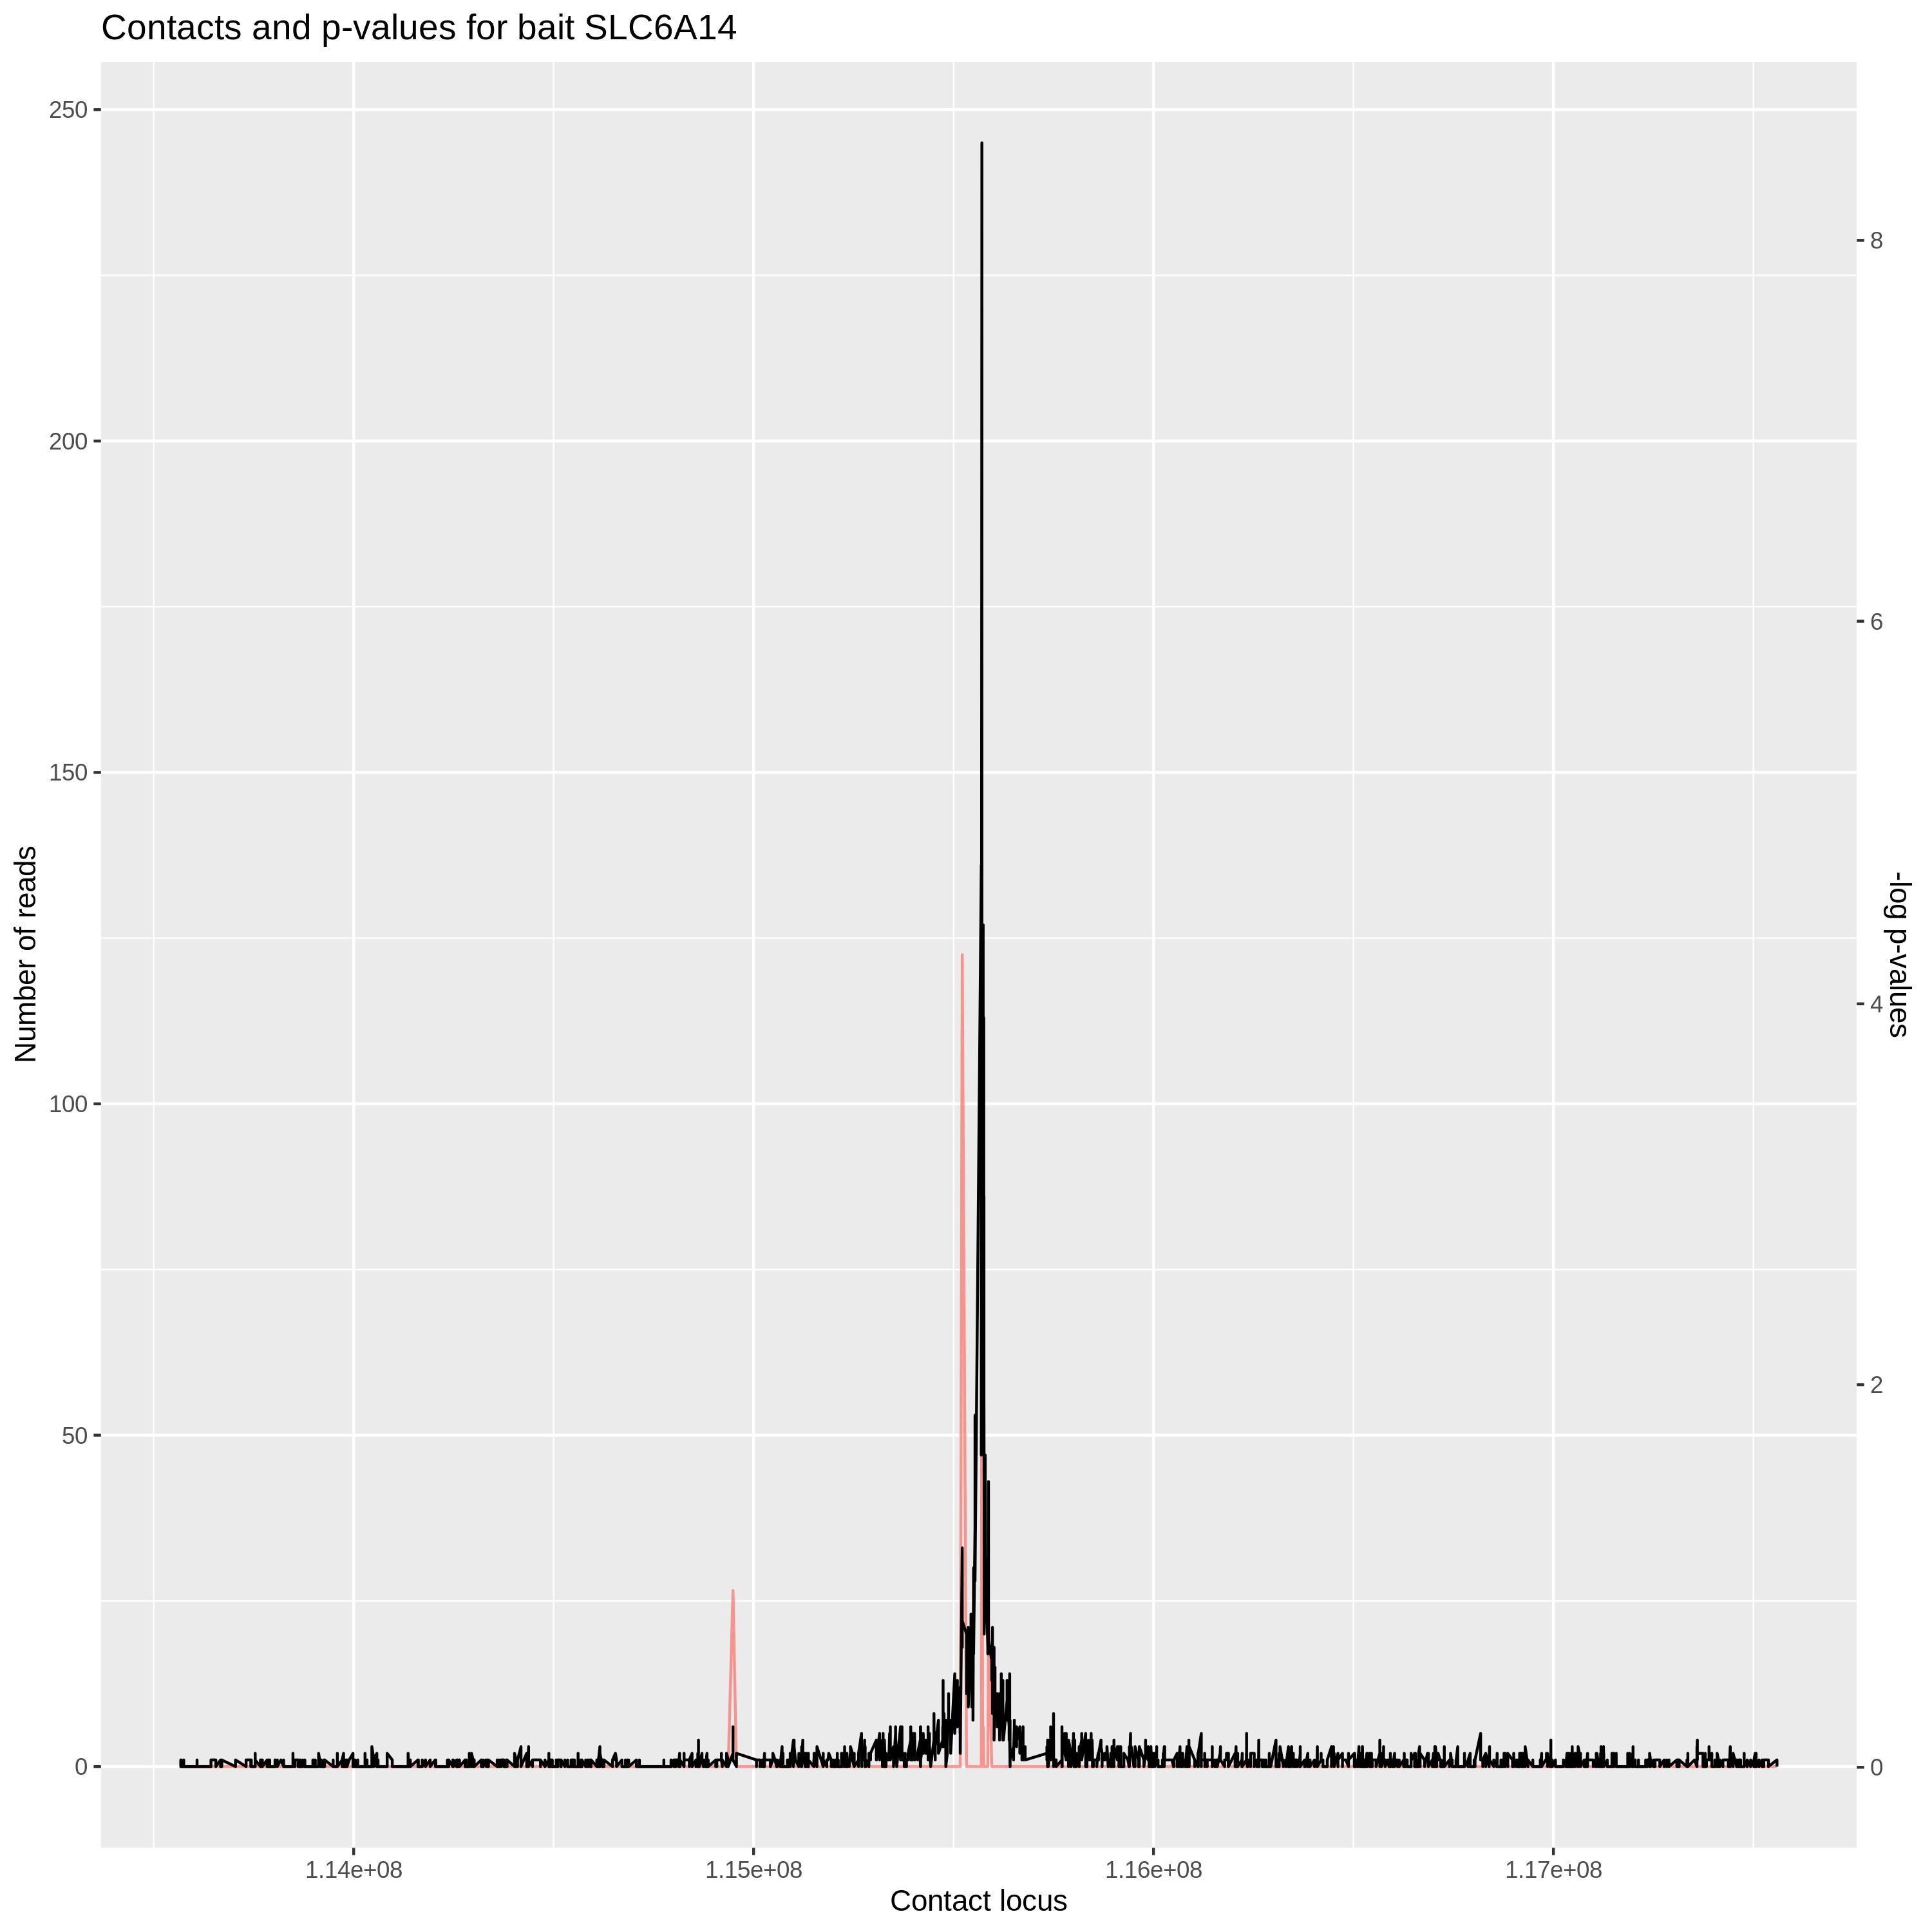 Contacts and p-values for bait SLC6A14
250
200
150
100
50
0
Number of reads
8
6
4
2
0
-log p-values
1.14e+08 1.15e+08 1.16e+08 1.17e+08
Contact locus